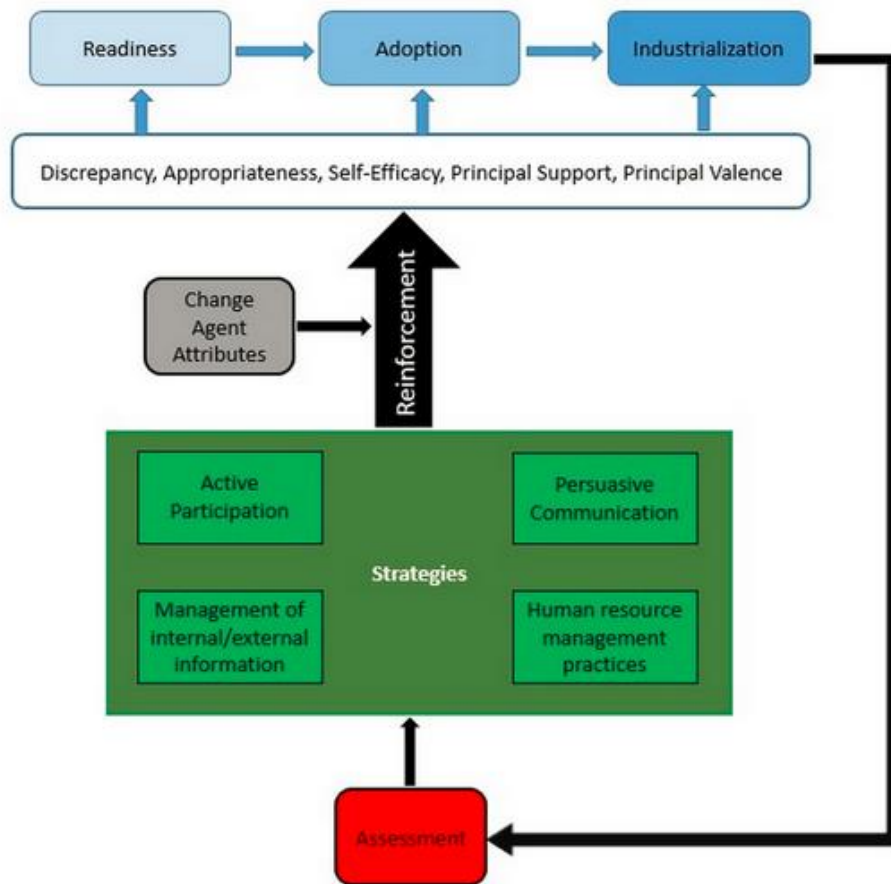 Readiness
Adoption
Industrialization
Discrepancy, Appropriateness, Self-Efficacy, Principal Support, Principal Valence
Change
Agent
Attributes
Reinforcement
Active
Participation
Persuasive
Communication
Strategies
Management of
internal/external
information
Human resource
management
practices
Assessment